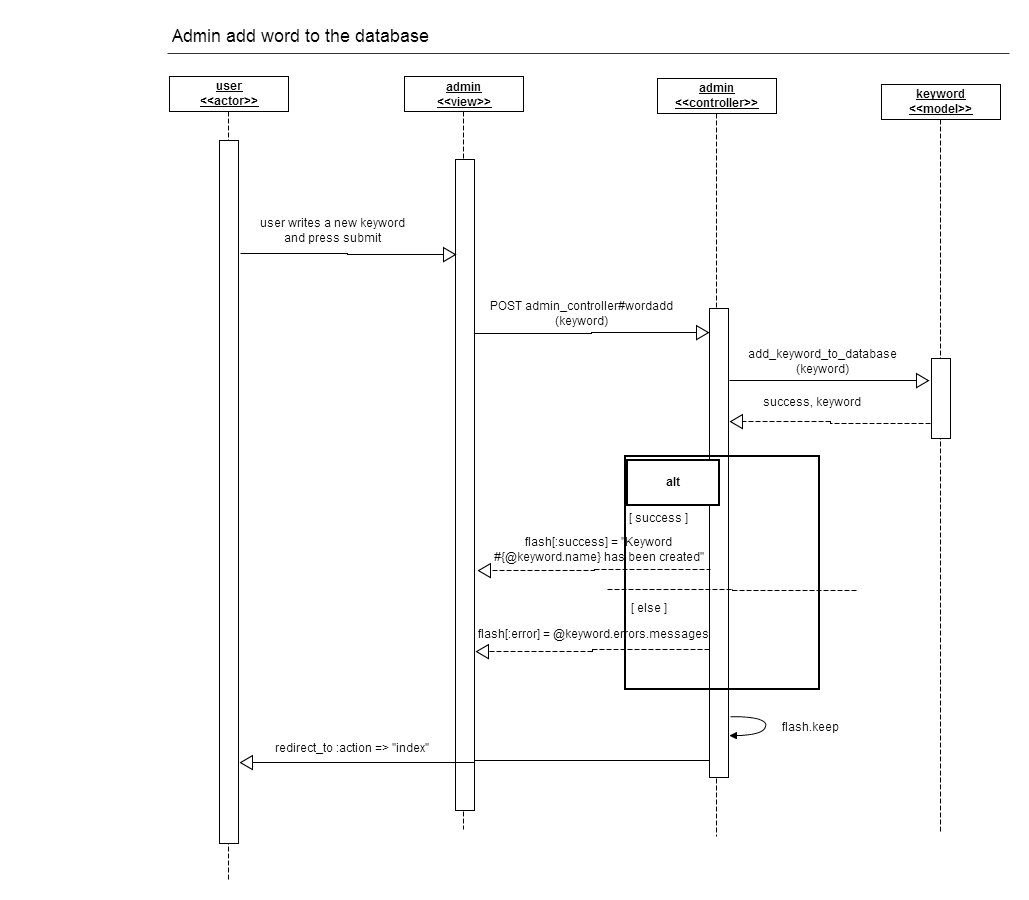 Admin add word to the database
user
<<actor>>
admin
<<view>>
admin
<<controller>>
keyword
<<model>>
user writes a new keyword
and press submit
POST admin_controller#wordadd
(keyword)
add_keyword_to_database
(keyword)
success, keyword
alt
[ success ]
flash[:success] = "Keyword
#{@keyword.name} has been created"
[ else ]
flash[:error] = @keyword.errors.messages
flash.keep
redirect_to :action => "index"